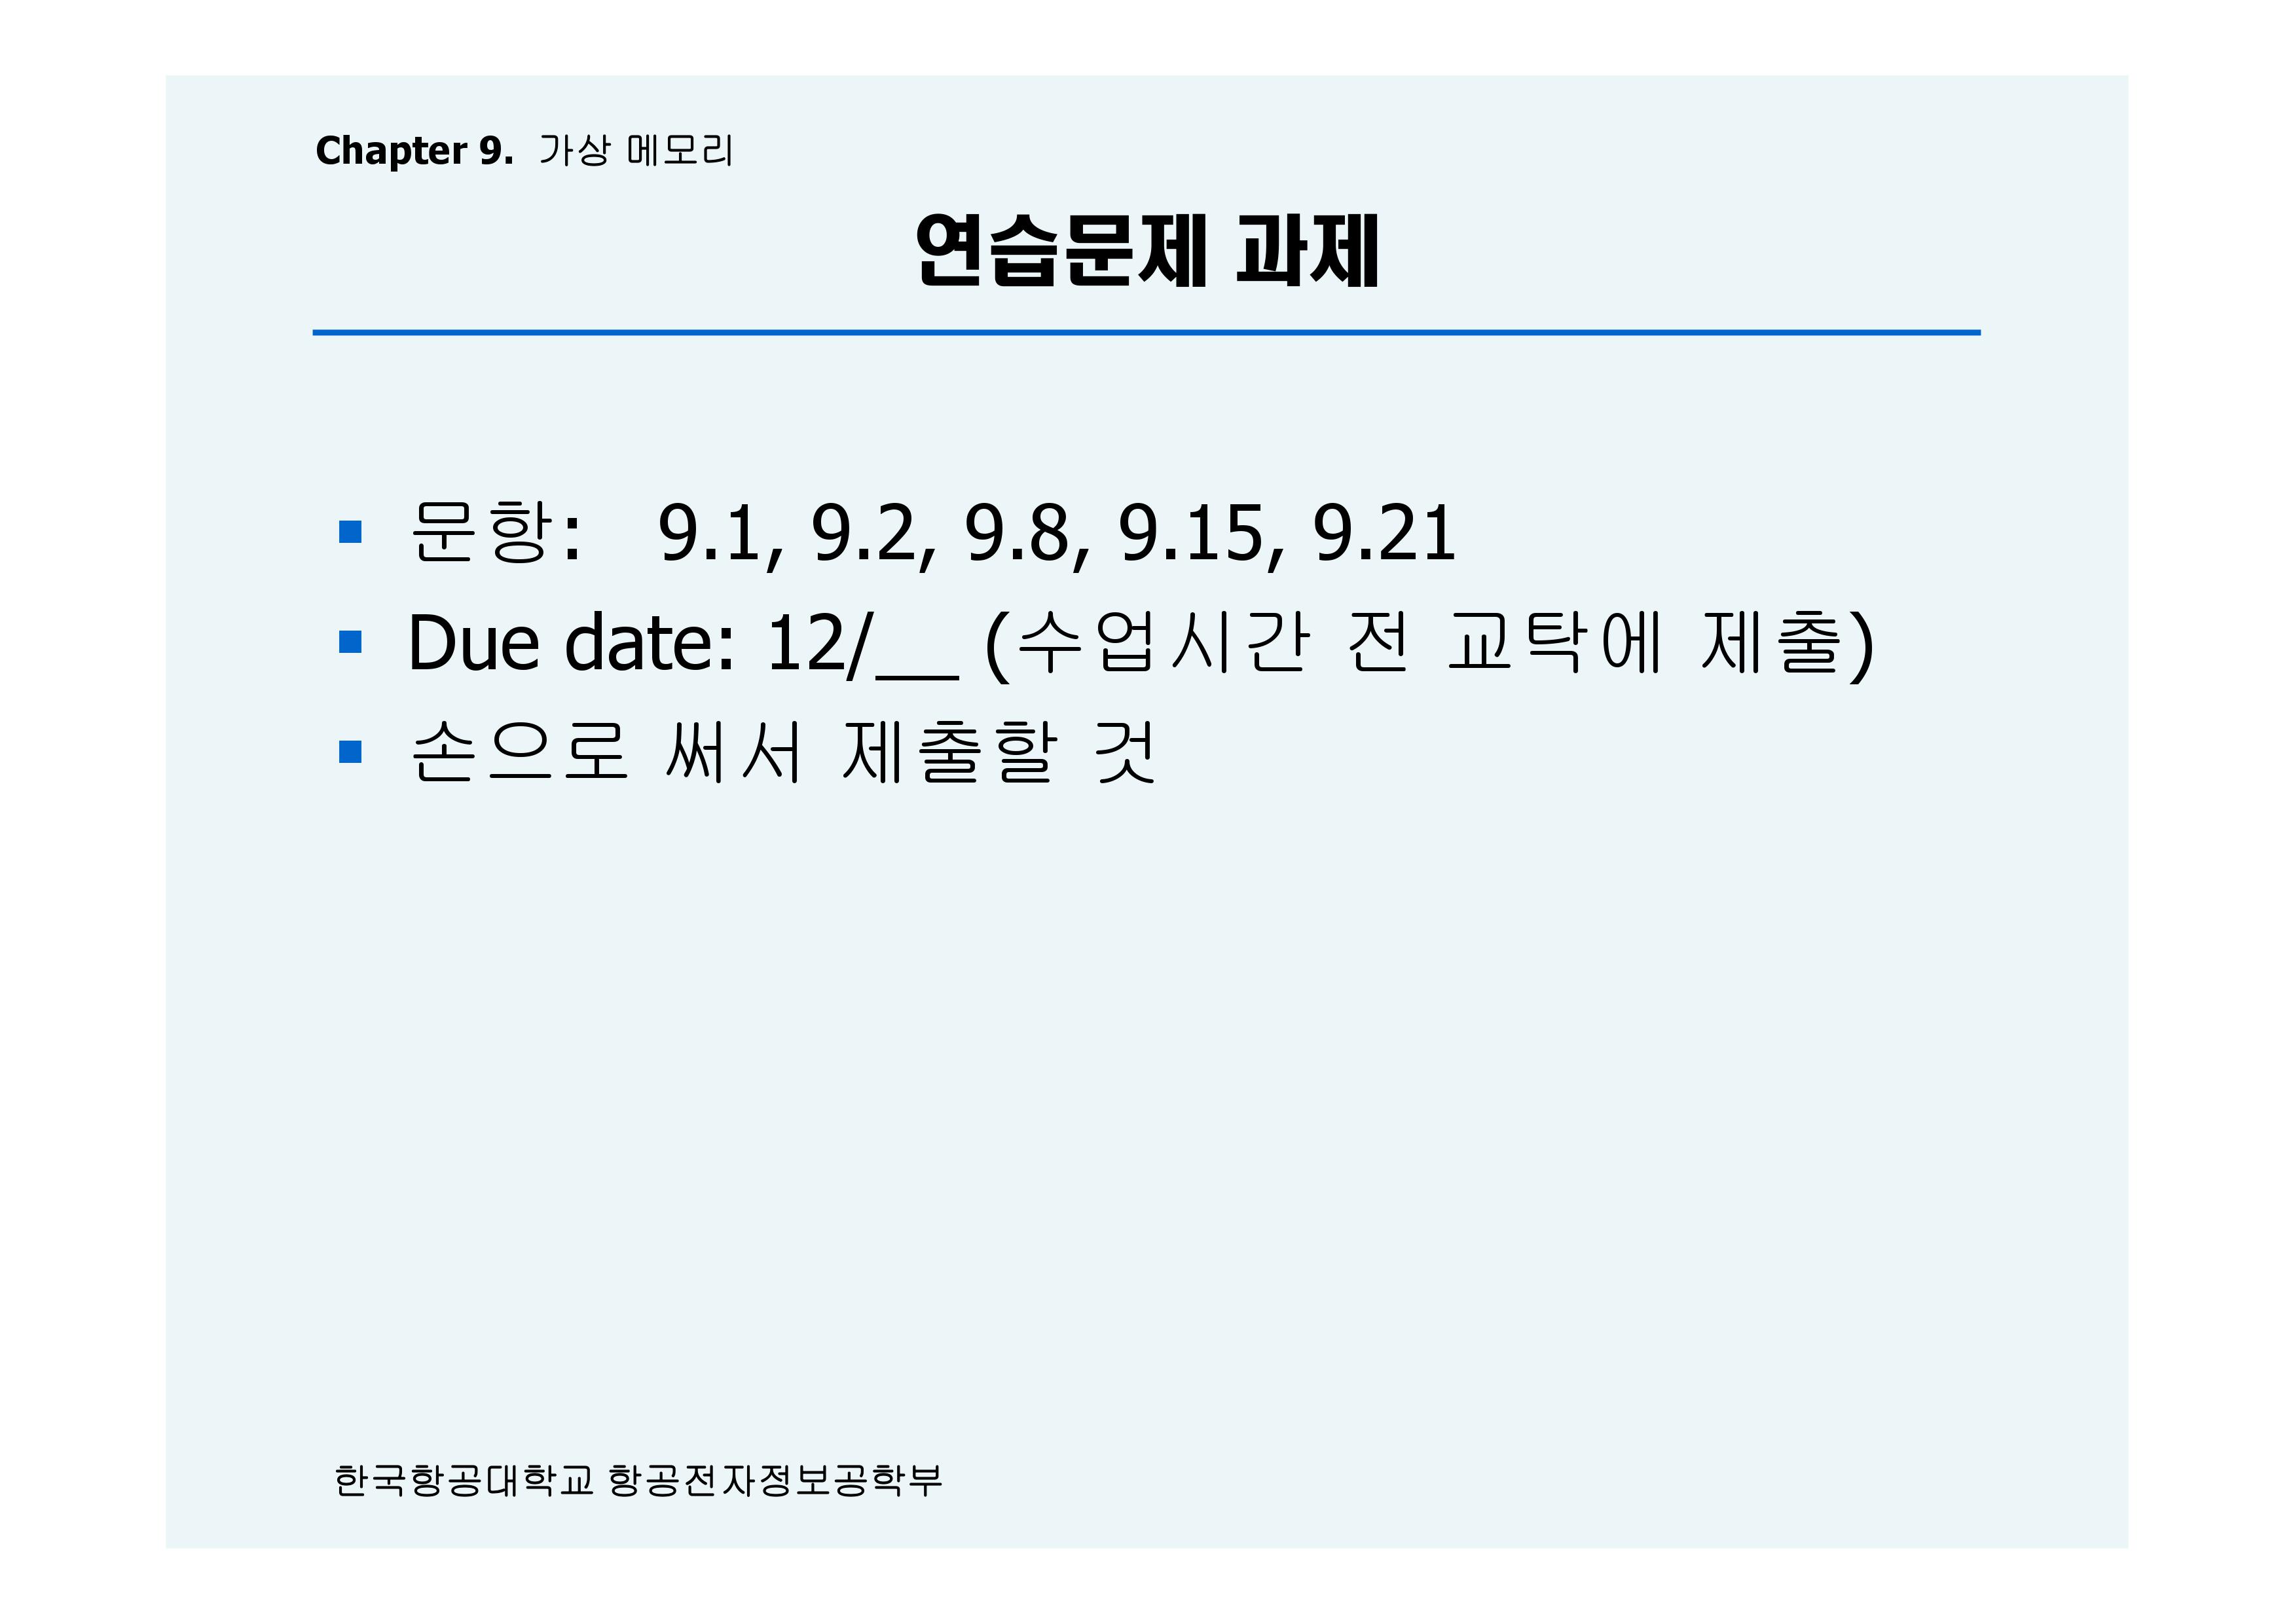 Chapter 9. 가상 메모리
연습문제 과제
문항: 9.1, 9.2, 9.8, 9.15, 9.21
Due date: 12/__ (수업시간 전 교탁에 제출)
손으로 써서 제출할 것
한국항공대학교 항공전자정보공학부